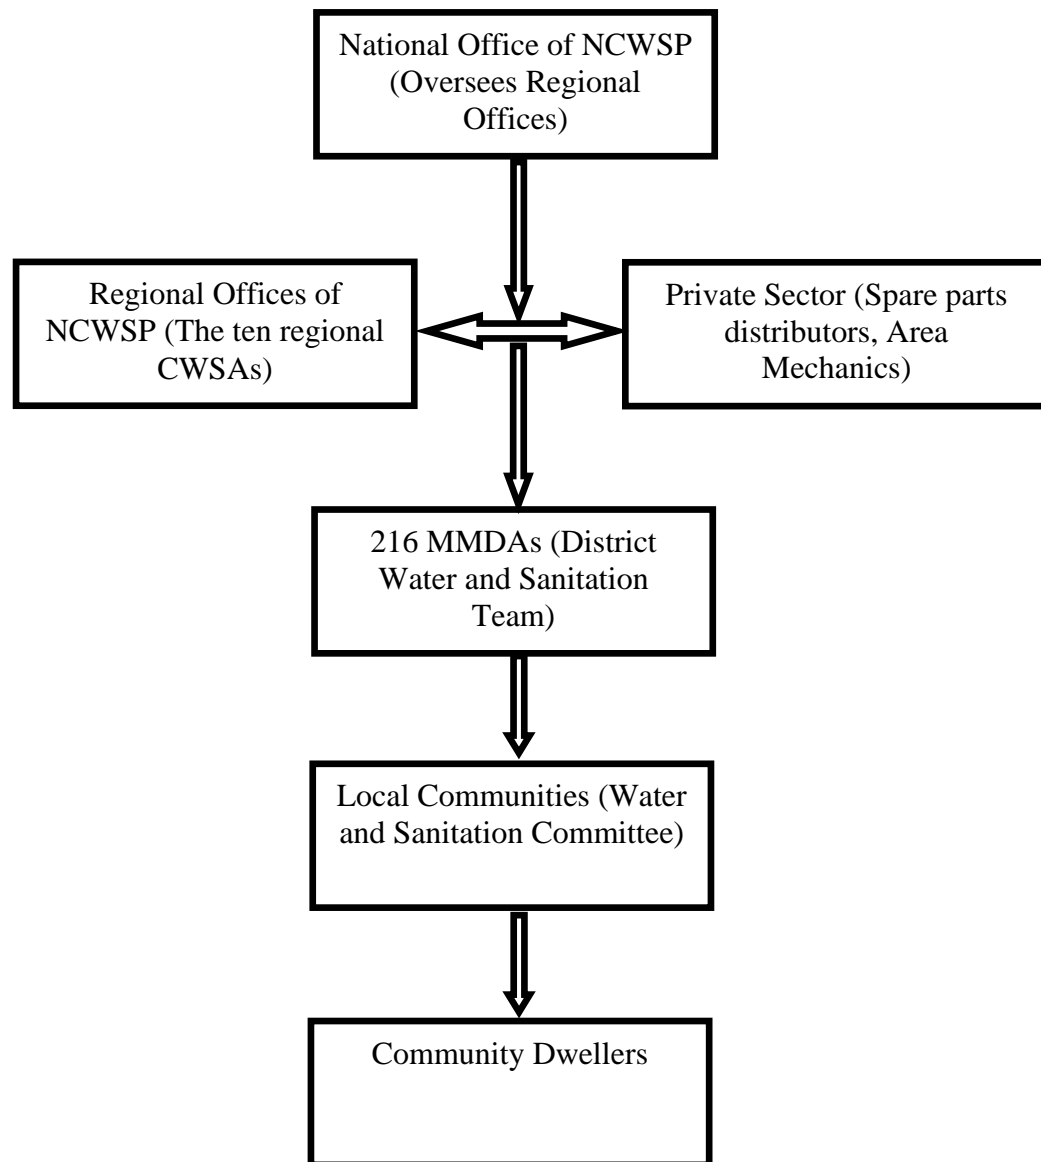 National Office of NCWSP
(Oversees Regional
Offices)
Regional Offices of
NCWSP (The ten regional
CWSAs)
Private Sector (Spare parts
distributors, Area
Mechanics)
216 MMDAs (District
Water and Sanitation
Team)
Local Communities (Water
and Sanitation Committee)
Community Dwellers